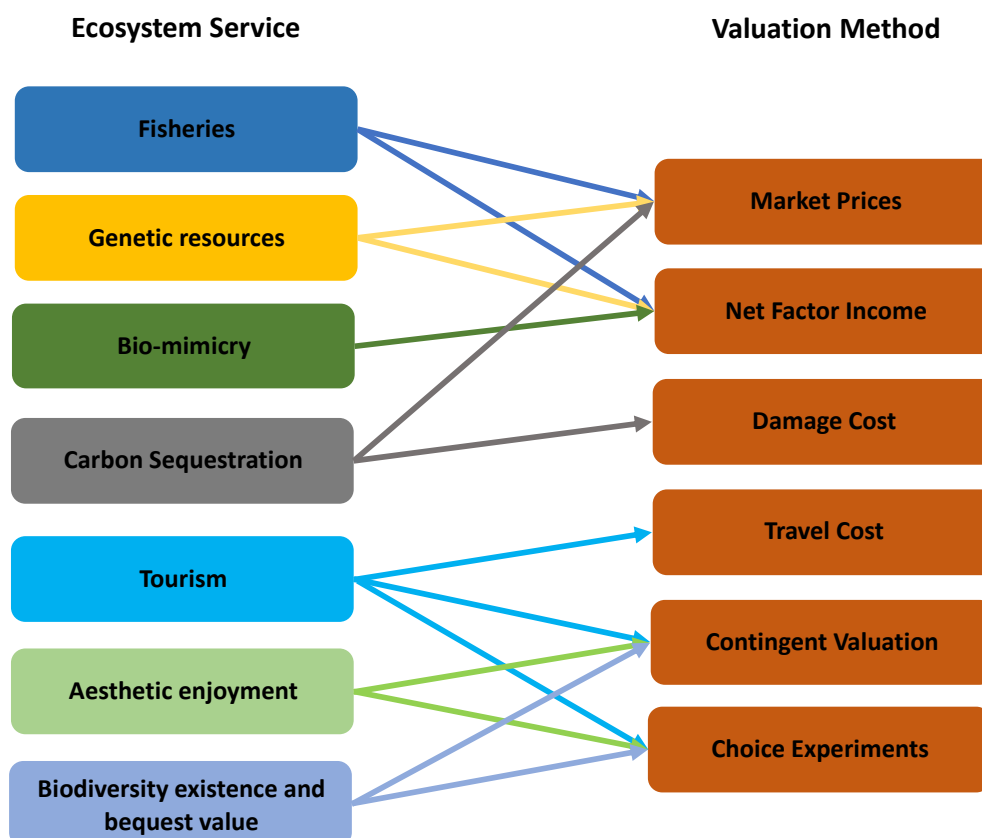 Ecosystem Service
Valuation Method
Fisheries
Genetic resources
Bio-mimicry
Carbon Sequestration
Tourism
Aesthetic enjoyment
Biodiversity existence and
bequest value
Market Prices
Net Factor Income
Damage Cost
Travel Cost
Contingent Valuation
Choice Experiments